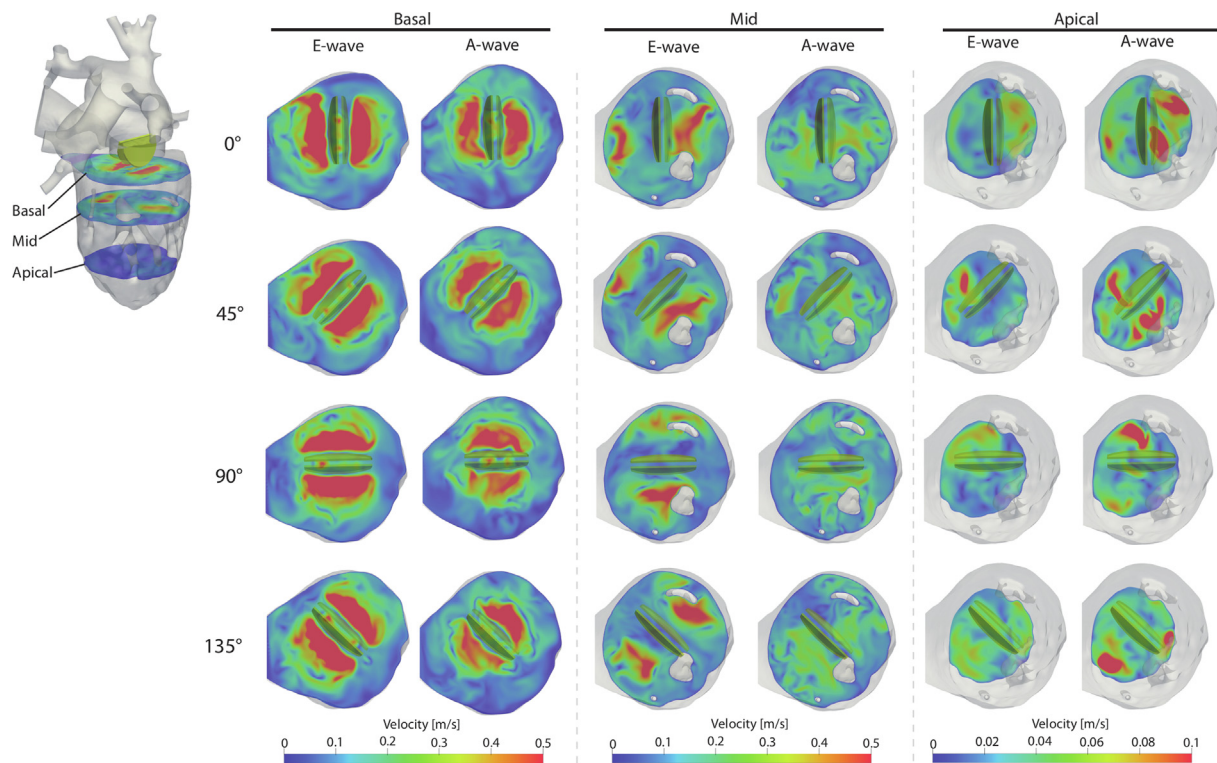 Basal
Mid
Apical
E-wave
A-wave
E-wave
A-wave
E-wave
A-wave
0°
Basal
Mid
Apical
45°
90°
135°
Velocity [m/s]
Velocity [m/s]
Velocity [m/s]
0 0.1 0.2 0.3 0.4 0.5
0 0.1 0.2 0.3 0.4 0.5
0 0.02 0.04 0.06 0.08 0.1